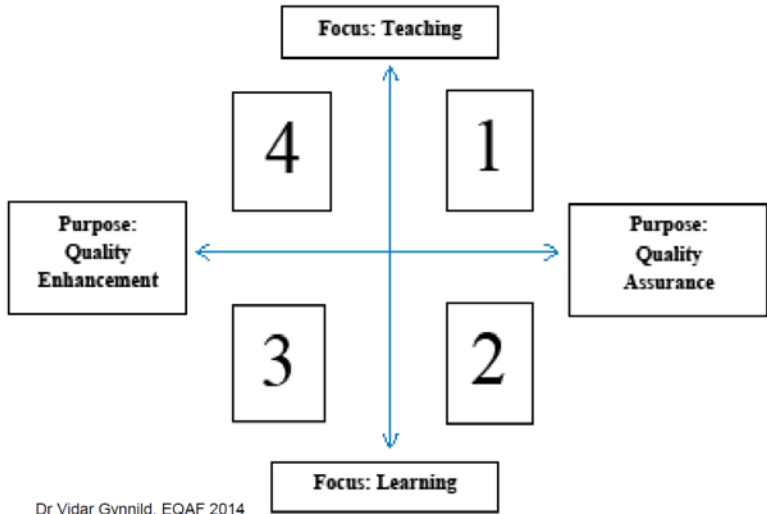 Focus: Teaching
4
1
Purpose:
Quality
Enhancement
Purpose:
Quality
Assurance
3
2
Focus: Learning
Dr Vidar Gynnild, EQAF 2014